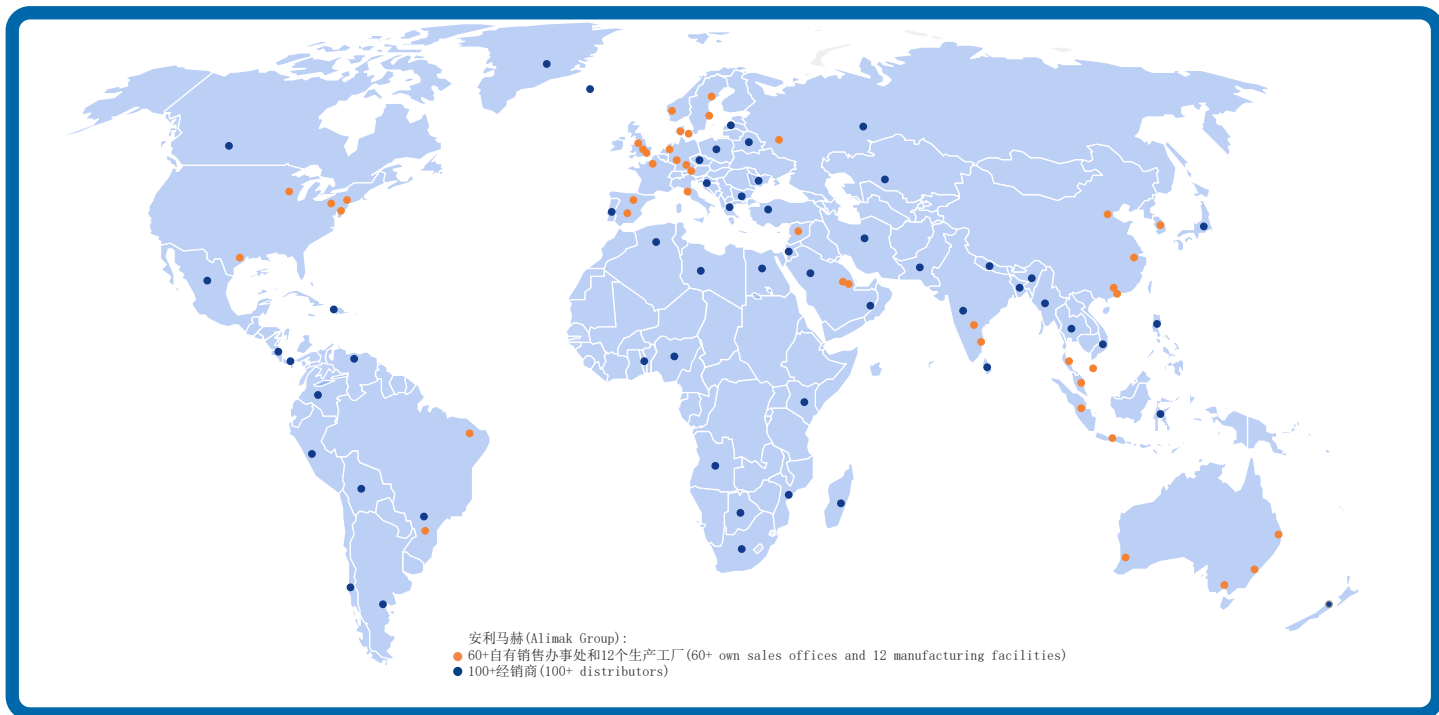 安利马赫(Alimak Group):
60+自有销售办事处和12个生产工厂(60+ own sales offices and 12 manufacturing facilities)
100+经销商(100+ distributors)